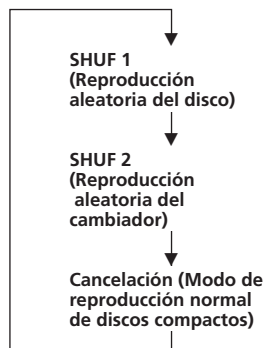 SHUF 1
(Reproducción
aleatoria del disco)
SHUF 2
(Reproducción
aleatoria del
cambiador)
Cancelación (Modo de
reproducción normal
de discos compactos)